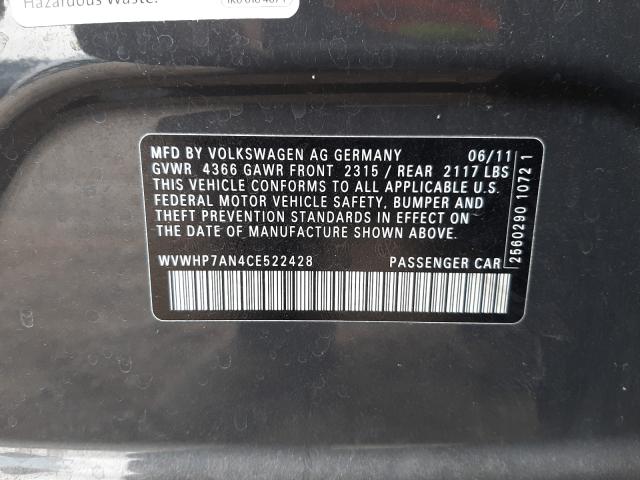 Hazardous Waste.
MFD BY VOLKSWAGEN AG GERMANY 06/11
GVWR 4366 GAWR FRONT 2315 / REAR 2117 LBS
THIS VEHICLE CONFORMS TO ALL APPLICABLE U.S.
FEDERAL MOTOR VEHICLE SAFETY, BUMPER AND
THEFT PREVENTION STANDARDS IN EFFECT ON
THE DATE OF MANUFACTURE SHOWN ABOVE.
WVWHP7AN4CE522428 PASSENGER CAR
2560290 1072 1